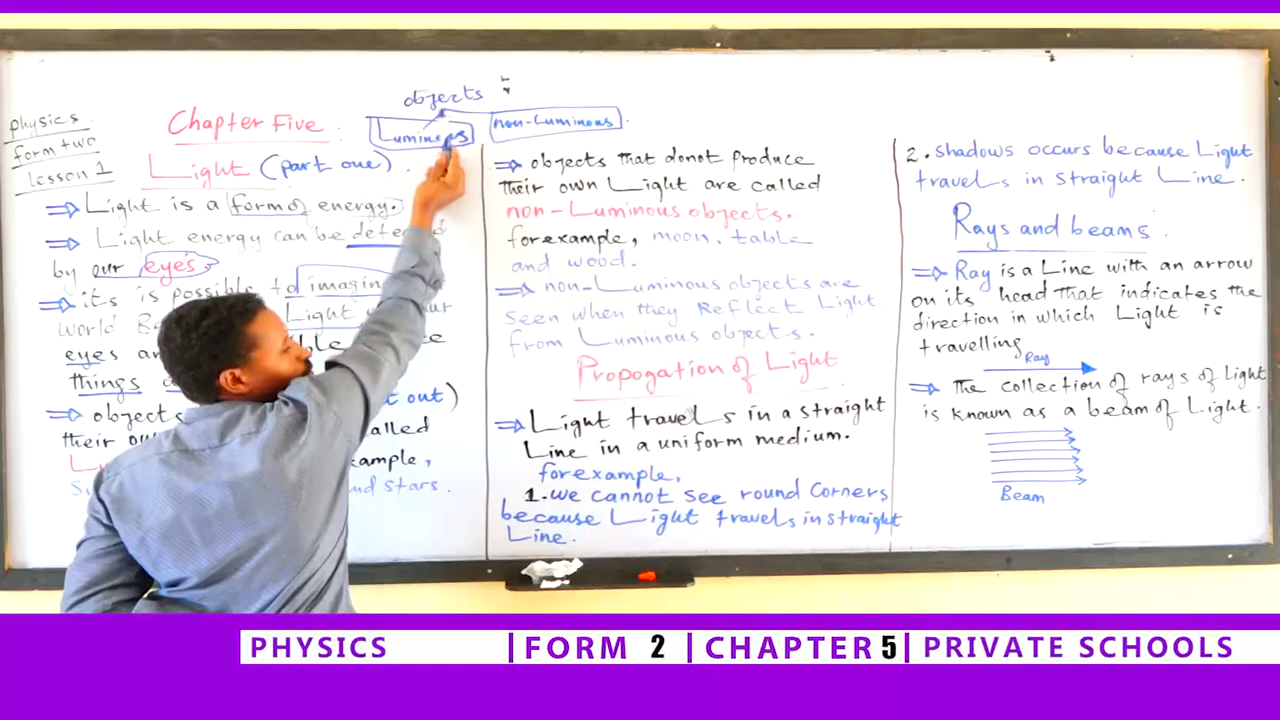 physics
form two
Lesson 1
Chapter Five
Light (part one)
⇒ Light is a form of energy.
⇒ Light energy can be
by our eyes.
⇒ its is possible to imagin
world Light
eyes an
things
⇒ objects t out)
their alled
ample,
and stars.
objects
Luminous
non-Luminous
⇒ objects that donot produce
their own Light are called
non-Luminous objects.
forexample, moon, table
and wood.
⇒ non-Luminous objects are
seen when they Reflect Light
from Luminous objects.
Propogation of Light
⇒ Light travels in a straight
Line in a uniform medium.
forexample,
1. we cannot see round corners
because Light travels in straight
Line.
2. shadows occurs because Light
travels in straight Line.
Rays and beams.
⇒ Ray is a Line with an arrow
on its head that indicates the
direction in which Light is
travelling
Ray
⇒ The collection of rays of Light
is known as a beam of Light.
Beam
PHYSICS |FORM 2 |CHAPTER 5| PRIVATE SCHOOLS